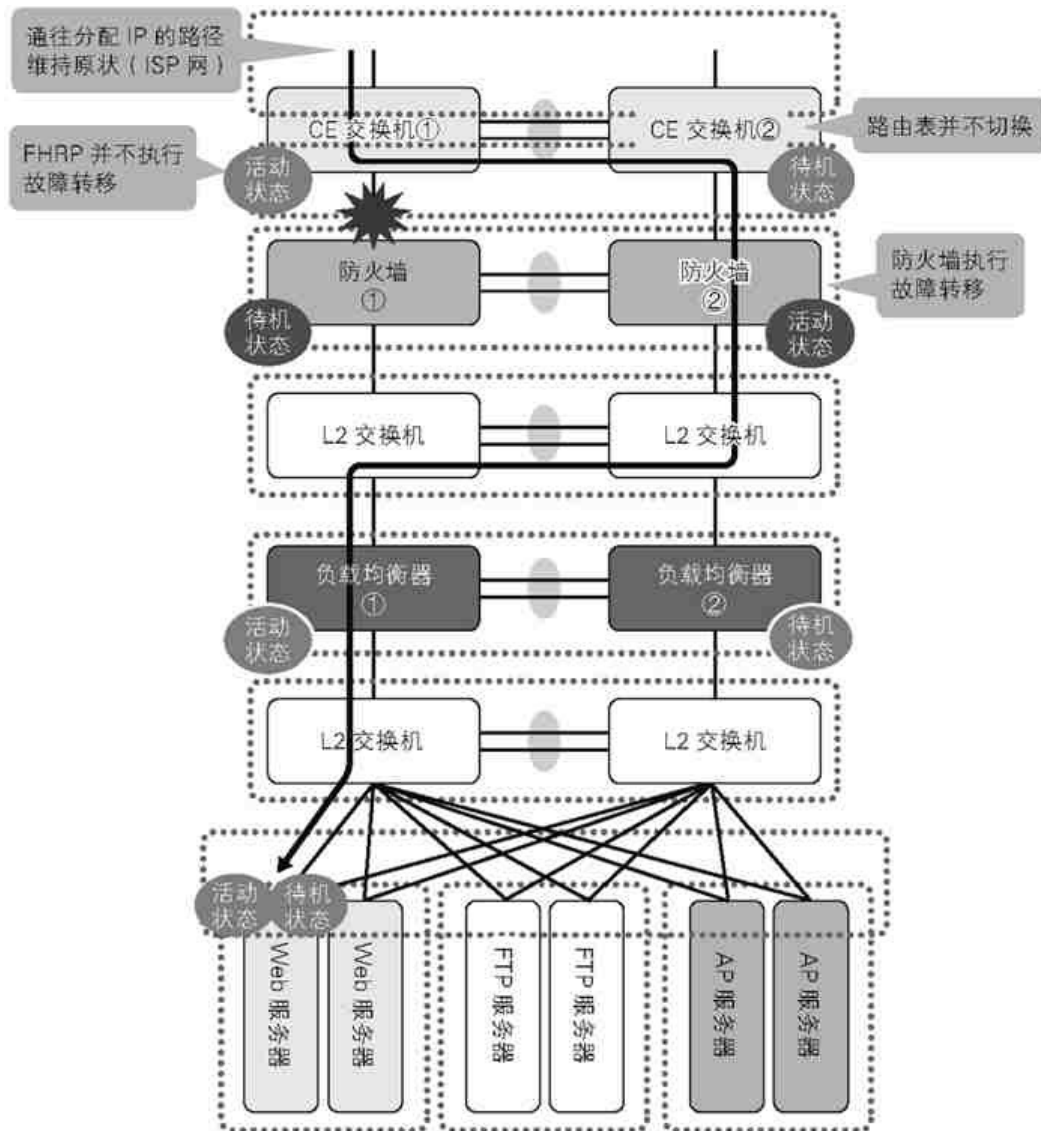 通往分配 IP 的路径
维持原状（ISP 网）
CE 交换机①
CE 交换机②
路由表并不切换
FHRP 并不执行
故障转移
活动
状态
待机
状态
防火墙
①
防火墙
②
防火墙执行
故障转移
待机
状态
活动
状态
L2 交换机
L2 交换机
负载均衡器
①
负载均衡器
②
活动
状态
待机
状态
L2 交换机
L2 交换机
活动
状态
待机
状态
Web 服务器
Web 服务器
FTP 服务器
FTP 服务器
AP 服务器
AP 服务器